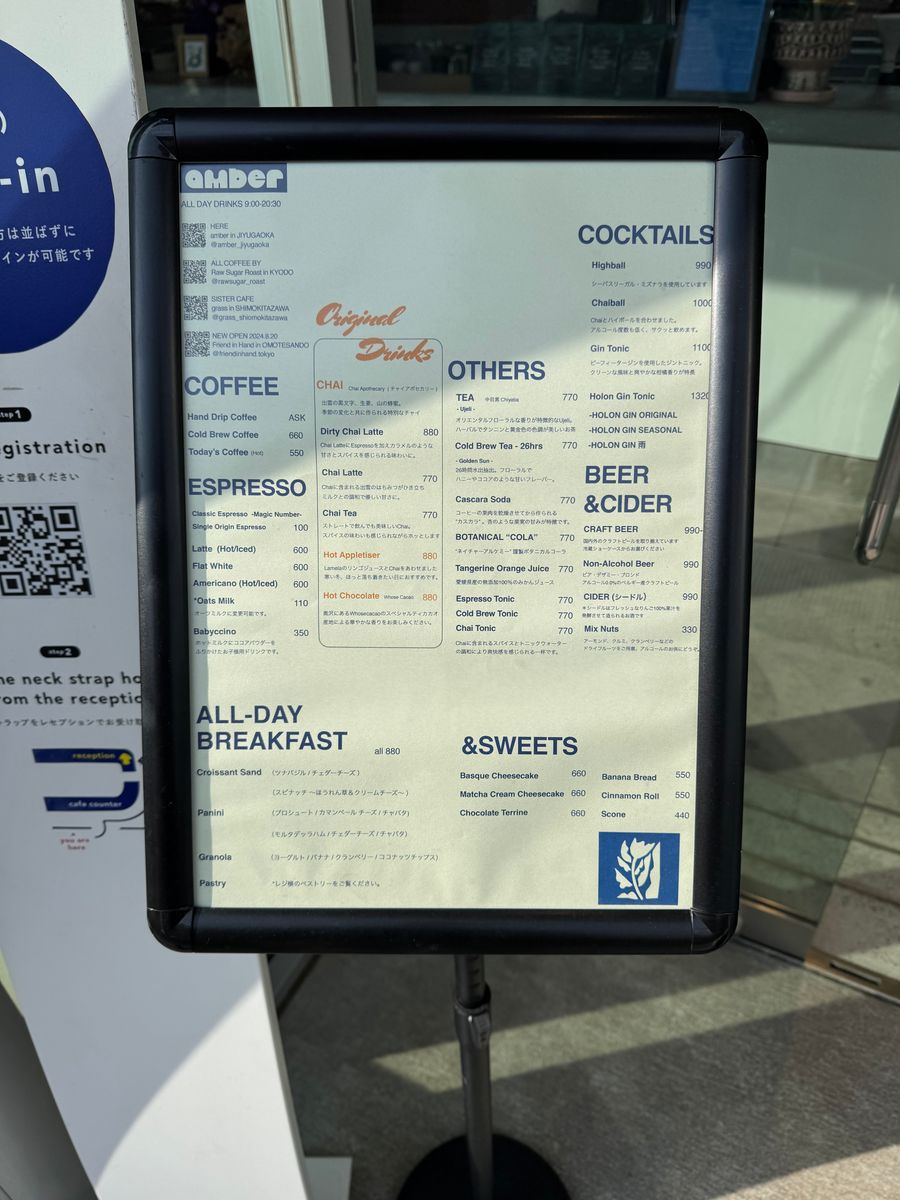 -in
方は並ばずに
インが可能です
step1
egistration
をご登録ください
step2
he neck strap ho
rom the receptio
トラップをレセプションでお受け
reception
cafe counter
you are
here
amber
ALL DAY DRINKS 9:00-20:30
HERE
amber in JIYUGAOKA
@amber_jiyugaoka
ALL COFFEE BY
Raw Sugar Roast in KYODO
@rawsugar_roast
SISTER CAFE
grass in SHIMOKITAZAWA
@grass_shiomokitazawa
NEW OPEN 2024.8.20
Friend in Hand in OMOTESANDO
@friendinhand.tokyo
COFFEE
Hand Drip Coffee ASK
Cold Brew Coffee 660
Today's Coffee (Hot) 550
ESPRESSO
Classic Espresso -Magic Number-
Single Origin Espresso 100
Latte (Hot/Iced) 600
Flat White 600
Americano (Hot/Iced) 600
*Oats Milk 110
オーツミルクに変更可能です。
Babyccino 350
ホットミルクにココアパウダーを
ふりかけたお子様用ドリンクです。
Original
Drinks
CHAI Chai Apothecary (チャイアポセカリー)
出雲の黒文字、生姜、山の蜂蜜。
季節の変化と共に作られる特別なチャイ
Dirty Chai Latte 880
Chai LatteにEspressoを加えカラメルのような
甘さとスパイスを感じられる味わいに。
Chai Latte 770
Chaiに含まれる出雲のはちみつがひき立ち
ミルクとの調和で優しい甘さに。
Chai Tea 770
ストレートで飲んでも美味しいChai。
スパイスの味わいも感じられながらホッとします
Hot Appletiser 880
LamelaのリンゴジュースとChaiをあわせました
寒い冬、ほっと落ち着きたい日におすすめです。
Hot Chocolate Whose Cacao 880
奥沢にあるWhosecacaoのスペシャルティカカオ
産地による華やかな香りをお楽しみください。
OTHERS
TEA 中目黒 Chiyaba 770
- Ujeli -
オリエンタルフローラルな香りが特徴的なUjeli。
ハーバルでタンニンと黄金色の色調が美しいお茶
Cold Brew Tea - 26hrs 770
- Golden Sun -
26時間水出抽出。フローラルで
ハニーやココアのような甘いフレーバー。
Cascara Soda 770
コーヒーの果肉を乾燥させてから作られる
"カスカラ"。杏のような果実の甘みが特徴です。
BOTANICAL "COLA" 770
"ネイチャーアルケミー"謹製ボタニカルコーラ
Tangerine Orange Juice 770
愛媛県産の無添加100%のみかんジュース
Espresso Tonic 770
Cold Brew Tonic 770
Chai Tonic 770
Chaiに含まれるスパイスとトニックウォーター
の調和により爽快感を感じられる一杯です。
COCKTAILS
Highball 990
シーバスリーガル・ミズナラを使用しています
Chaiball 1000
Chaiとハイボールを合わせました。
アルコール度数も低く、サクッと飲めます。
Gin Tonic 1100
ビーフィータージンを使用したジントニック。
クリーンな風味と爽やかな柑橘香りが特長
Holon Gin Tonic 1320
-HOLON GIN ORIGINAL
-HOLON GIN SEASONAL
-HOLON GIN 雨
BEER
&CIDER
CRAFT BEER 990-
国内外のクラフトビールを取り揃えています
冷蔵ショーケースからお選びください
Non-Alcohol Beer 990
ビア・デザミー・ブロンド
アルコール0.0%のベルギー産クラフトビール
CIDER (シードル) 990
*シードルはフレッシュなりんご100%果汁を
発酵させて造られるお酒です
Mix Nuts 330
アーモンド、クルミ、クランベリーなどの
ドライフルーツをご用意。アルコールのお供にどうぞ。
ALL-DAY
BREAKFAST all 880
Croissant Sand (ツナバジル / チェダーチーズ)
(スピナッチ 〜ほうれん草&クリームチーズ〜)
Panini (プロシュート / カマンベール チーズ / チャバタ)
(モルタデッラハム / チェダーチーズ / チャバタ)
Granola (ヨーグルト / バナナ / クランベリー / ココナッツチップス)
Pastry *レジ横のペストリーをご覧ください。
&SWEETS
Basque Cheesecake 660
Matcha Cream Cheesecake 660
Chocolate Terrine 660
Banana Bread 550
Cinnamon Roll 550
Scone 440